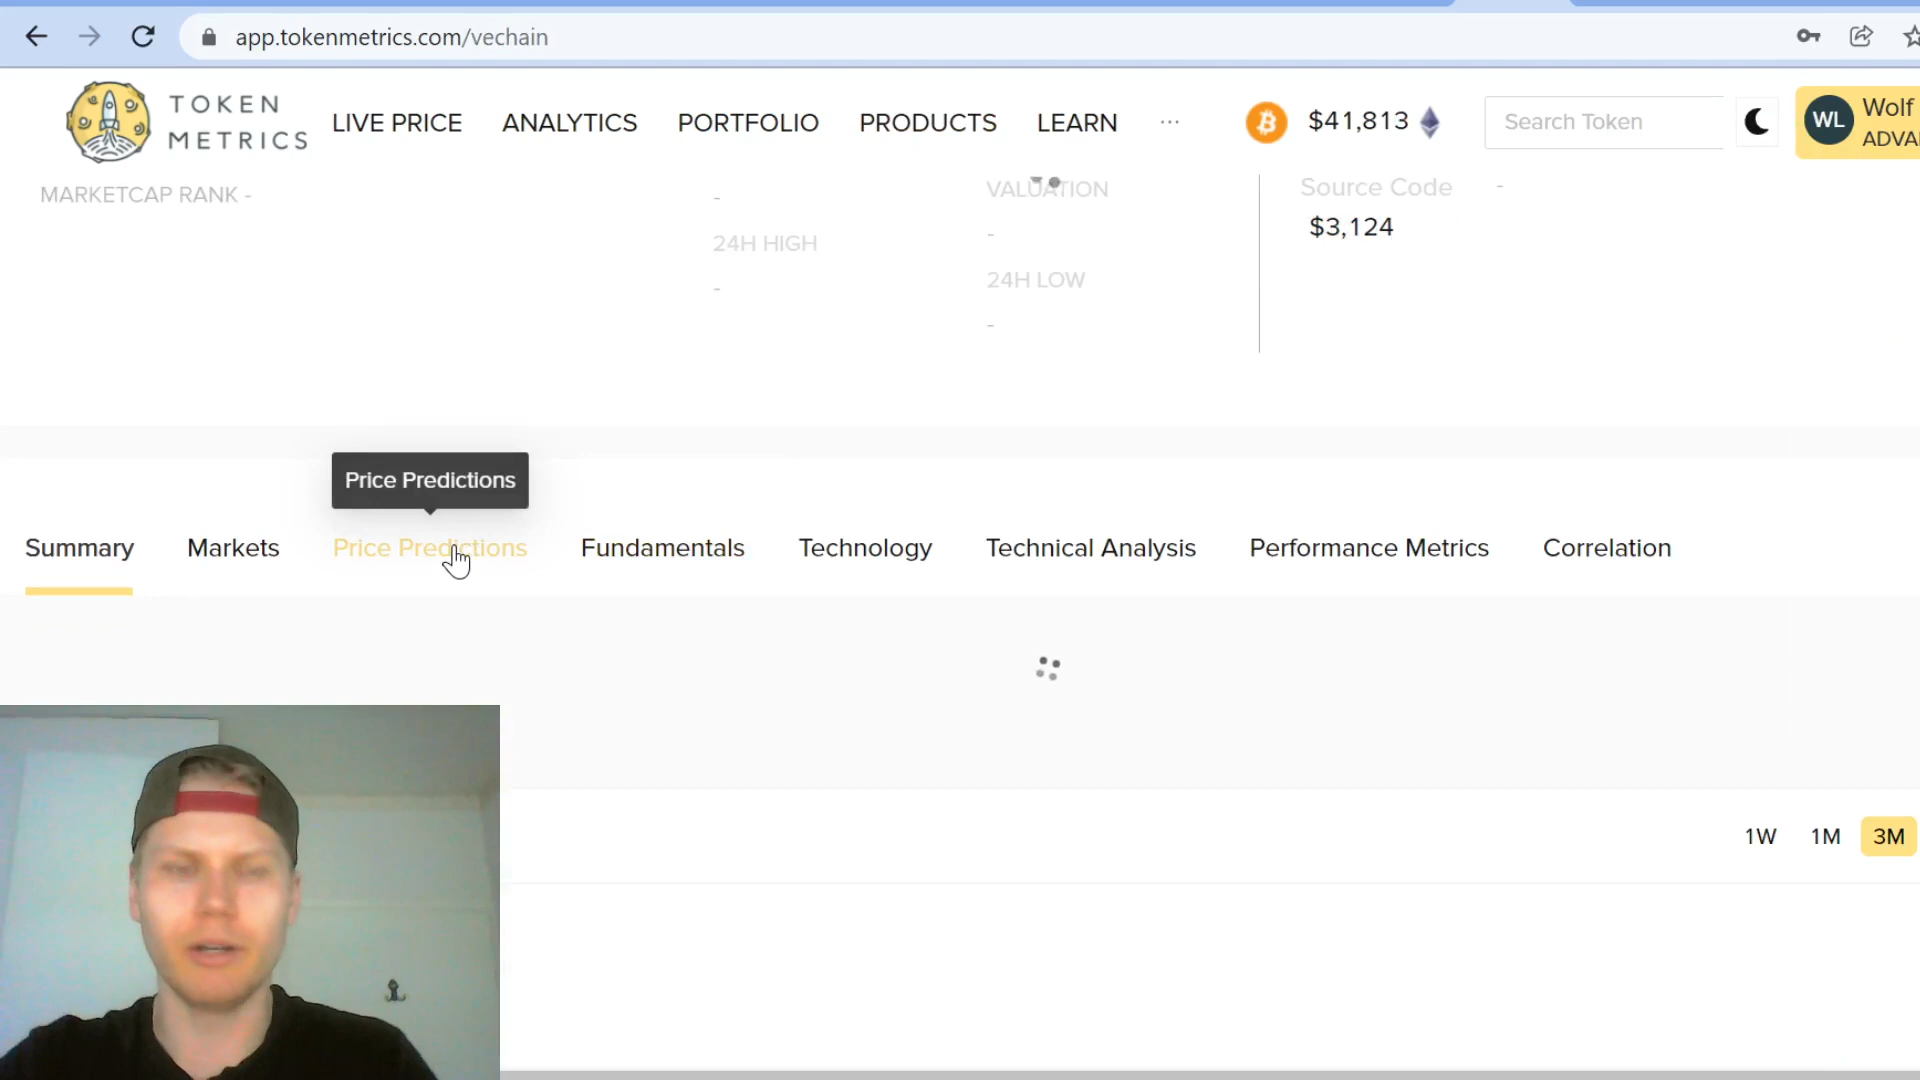 app.tokenmetrics.com/vechain
TOKEN
METRICS
LIVE PRICE
ANALYTICS
PORTFOLIO
PRODUCTS
LEARN
...
$41,813
Search Token
WL
Wolf
ADVA
MARKETCAP RANK -
-
VALUATION
Source Code -
$3,124
-
24H HIGH
24H LOW
-
-
Price Predictions
Summary
Markets
Price Predictions
Fundamentals
Technology
Technical Analysis
Performance Metrics
Correlation
1W
1M
3M